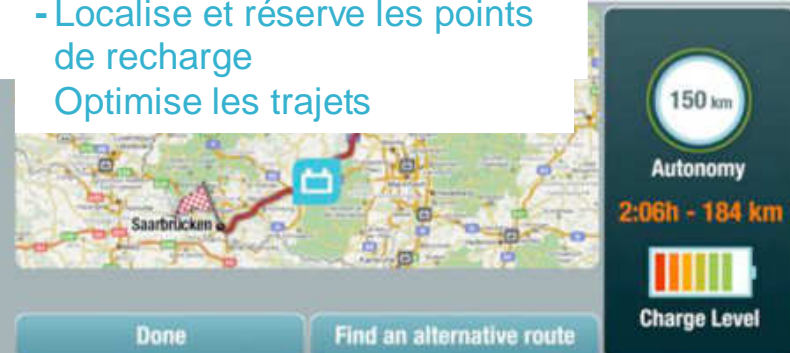 - Localise et réserve les points
de recharge
Optimise les trajets
150 km
Autonomy
2:06h - 184 km
Charge Level
Saarbrücken
Done
Find an alternative route